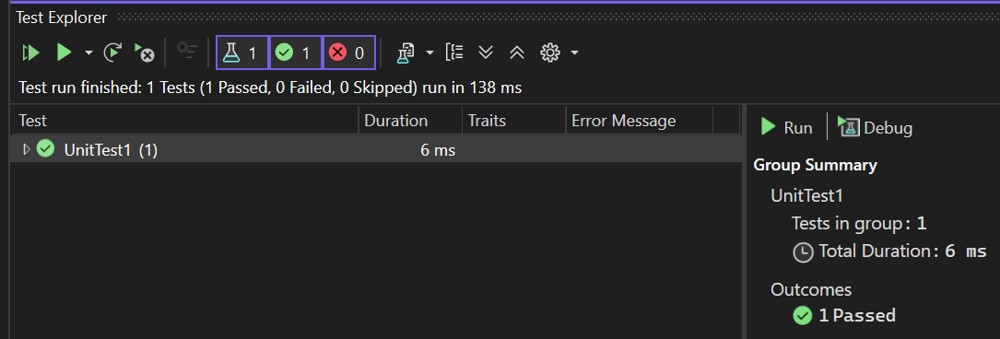 Test Explorer
1 1 0
Test run finished: 1 Tests (1 Passed, 0 Failed, 0 Skipped) run in 138 ms
Test Duration Traits Error Message
UnitTest1 (1) 6 ms
Run Debug
Group Summary
UnitTest1
Tests in group: 1
Total Duration: 6 ms
Outcomes
1 Passed